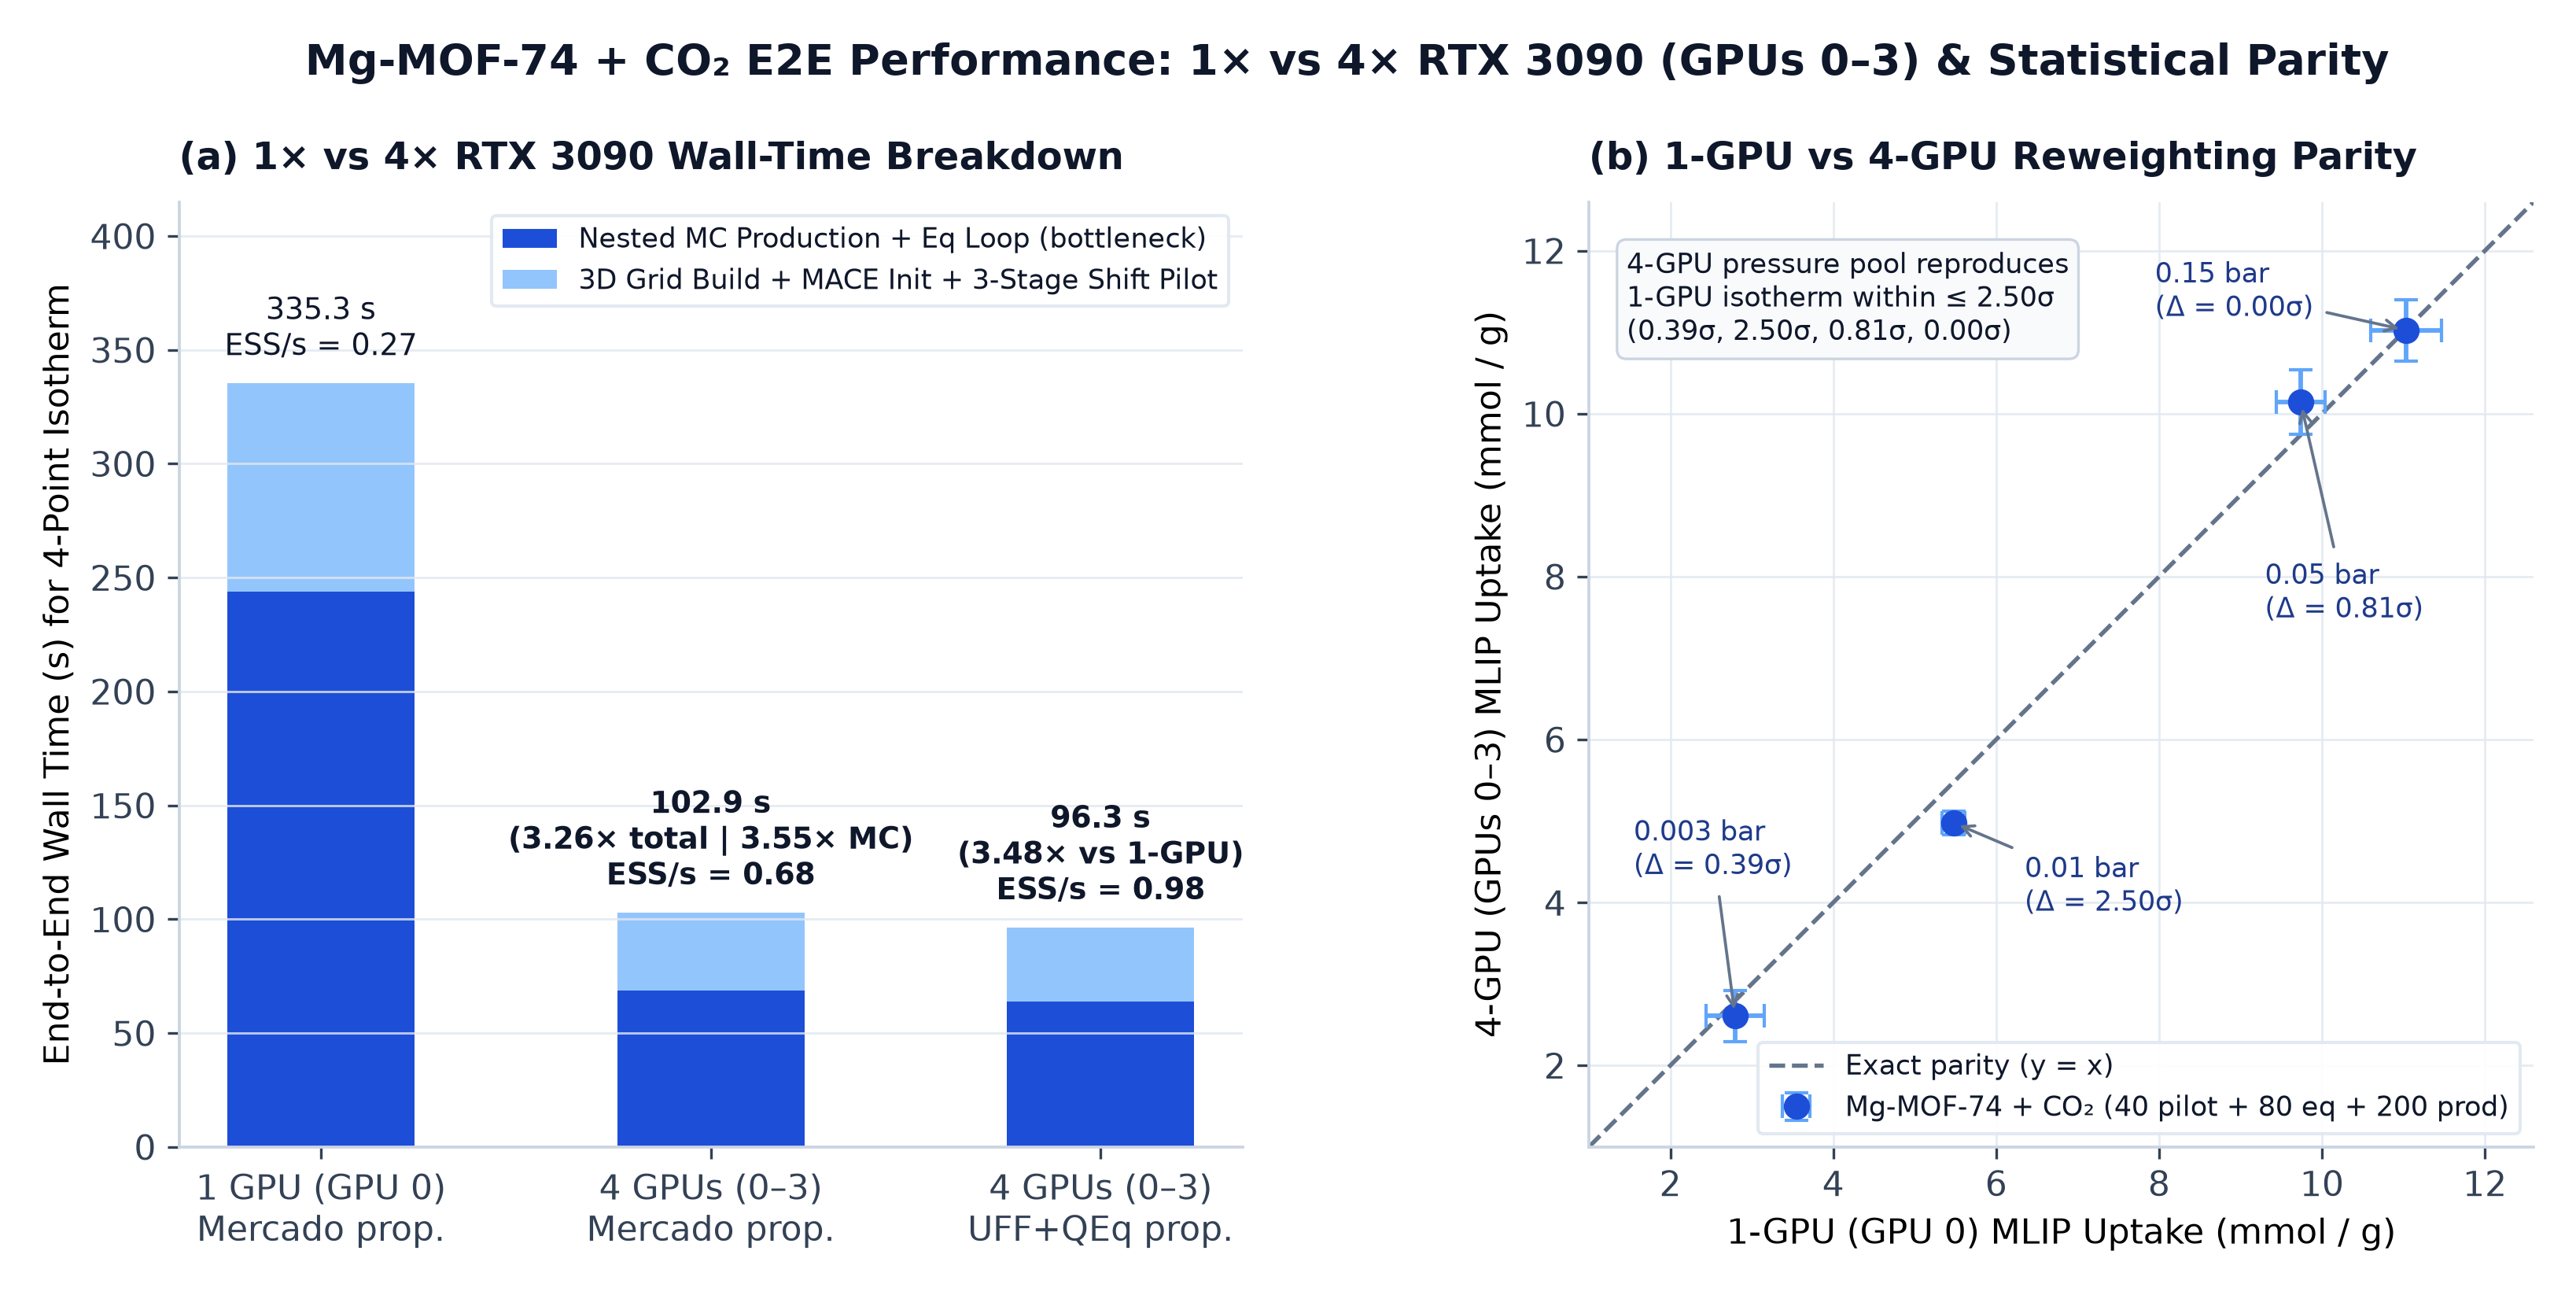 Mg-MOF-74 + CO₂ E2E Performance: 1× vs 4× RTX 3090 (GPUs 0–3) & Statistical Parity
(a) 1× vs 4× RTX 3090 Wall-Time Breakdown
End-to-End Wall Time (s) for 4-Point Isotherm
400
350
300
250
200
150
100
50
0
Nested MC Production + Eq Loop (bottleneck)
3D Grid Build + MACE Init + 3-Stage Shift Pilot
335.3 s
ESS/s = 0.27
102.9 s
(3.26× total | 3.55× MC)
ESS/s = 0.68
96.3 s
(3.48× vs 1-GPU)
ESS/s = 0.98
1 GPU (GPU 0)
Mercado prop.
4 GPUs (0–3)
Mercado prop.
4 GPUs (0–3)
UFF+QEq prop.
(b) 1-GPU vs 4-GPU Reweighting Parity
4-GPU (GPUs 0–3) MLIP Uptake (mmol / g)
12
10
8
6
4
2
4-GPU pressure pool reproduces
1-GPU isotherm within ≤ 2.50σ
(0.39σ, 2.50σ, 0.81σ, 0.00σ)
0.15 bar
(Δ = 0.00σ)
0.05 bar
(Δ = 0.81σ)
0.003 bar
(Δ = 0.39σ)
0.01 bar
(Δ = 2.50σ)
Exact parity (y = x)
Mg-MOF-74 + CO₂ (40 pilot + 80 eq + 200 prod)
2
4
6
8
10
12
1-GPU (GPU 0) MLIP Uptake (mmol / g)